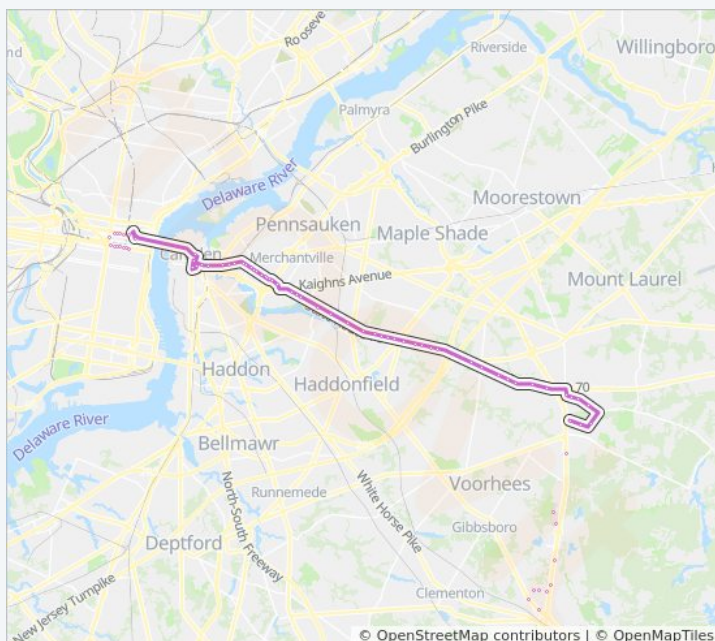 Rooseve
Riverside
Willingboro
Palmyra
Burlington Pike
Delaware River
Moorestown
Pennsauken
Maple Shade
Camden
Merchantville
Kaighns Avenue
Mount Laurel
Haddon
Haddonfield
70
Delaware River
Bellmawr
Voorhees
Runnemede
White Horse Pike
North-South Freeway
Gibbsboro
Deptford
Clementon
New Jersey Turnpike
© OpenStreetMap contributors | © OpenMapTiles